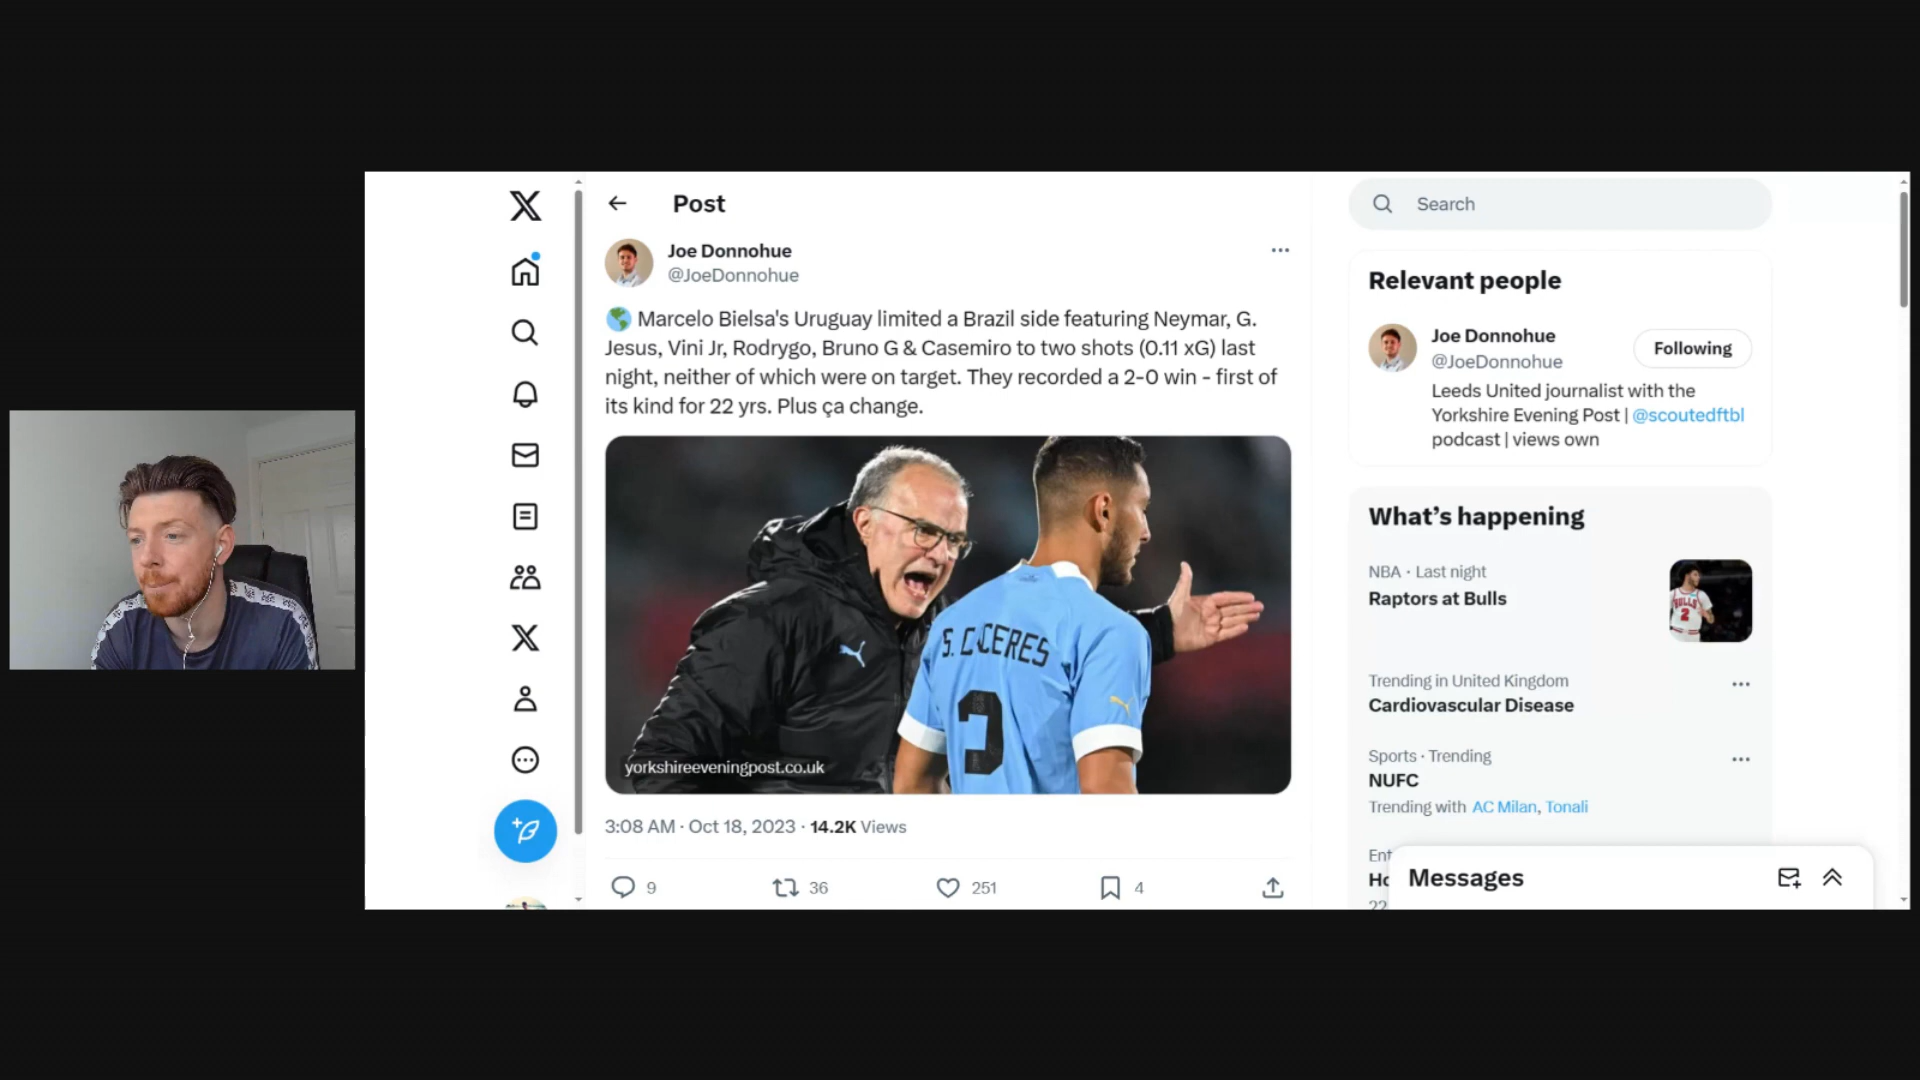 Post
Joe Donnohue
@JoeDonnohue
Marcelo Bielsa's Uruguay limited a Brazil side featuring Neymar, G.
Jesus, Vini Jr, Rodrygo, Bruno G & Casemiro to two shots (0.11 xG) last
night, neither of which were on target. They recorded a 2-0 win - first of
its kind for 22 yrs. Plus ça change.
S. CACERES
3
yorkshireeveningpost.co.uk
3:08 AM · Oct 18, 2023 · 14.2K Views
9
36
251
4
Search
Relevant people
Joe Donnohue
@JoeDonnohue
Following
Leeds United journalist with the
Yorkshire Evening Post | @scoutedftbl
podcast | views own
What's happening
NBA · Last night
Raptors at Bulls
BULLS
2
Trending in United Kingdom
Cardiovascular Disease
Sports · Trending
NUFC
Trending with AC Milan, Tonali
Messages